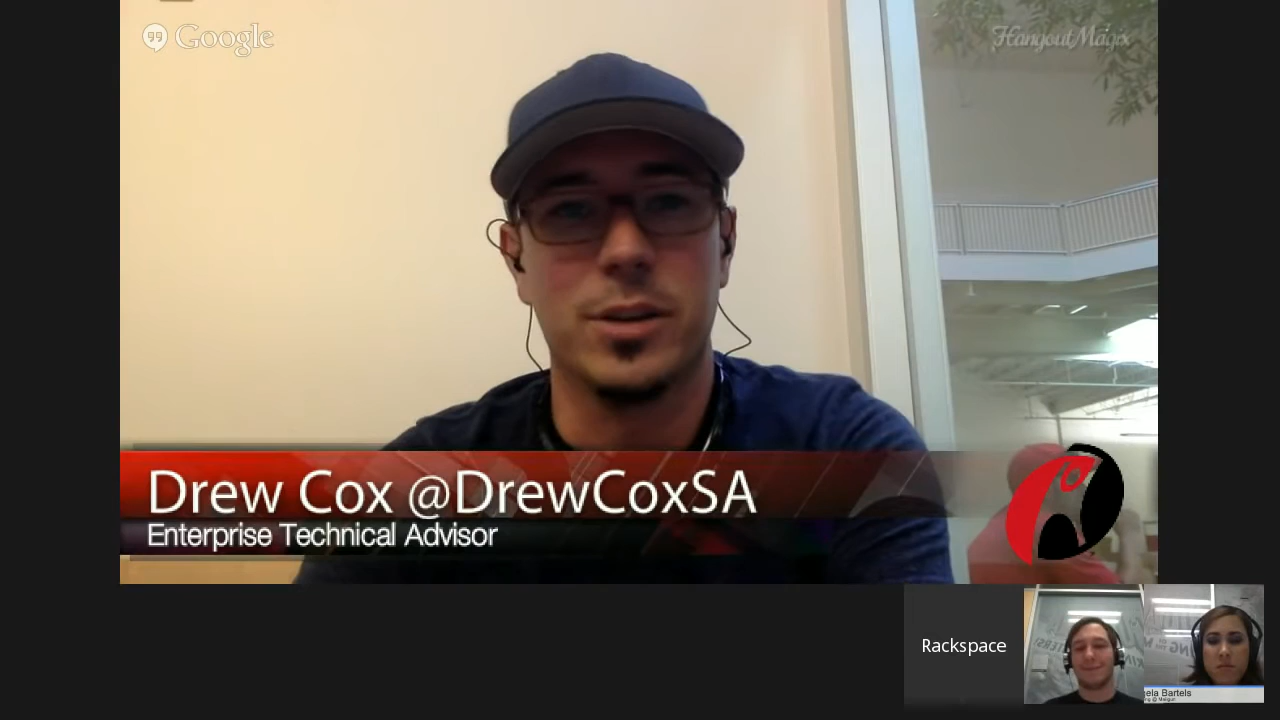 Google
HangoutMagix
Drew Cox @DrewCoxSA
Enterprise Technical Advisor
Rackspace
ela Bartels